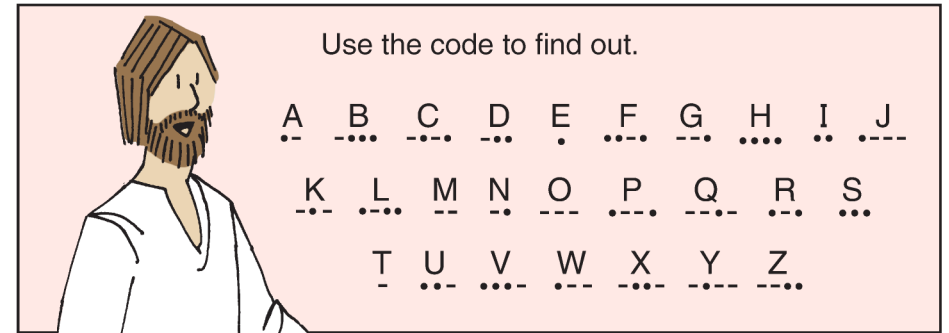 Use the code to find out.
A B C D E F G H I J
•– –••• –•–• –•• • ••–• ––• •••• •• •–––
K L M N O P Q R S
–•– •–•• –– –• ––– •––• ––•– •–• •••
T U V W X Y Z
– ••– •••– •–– –••– –•–– ––••